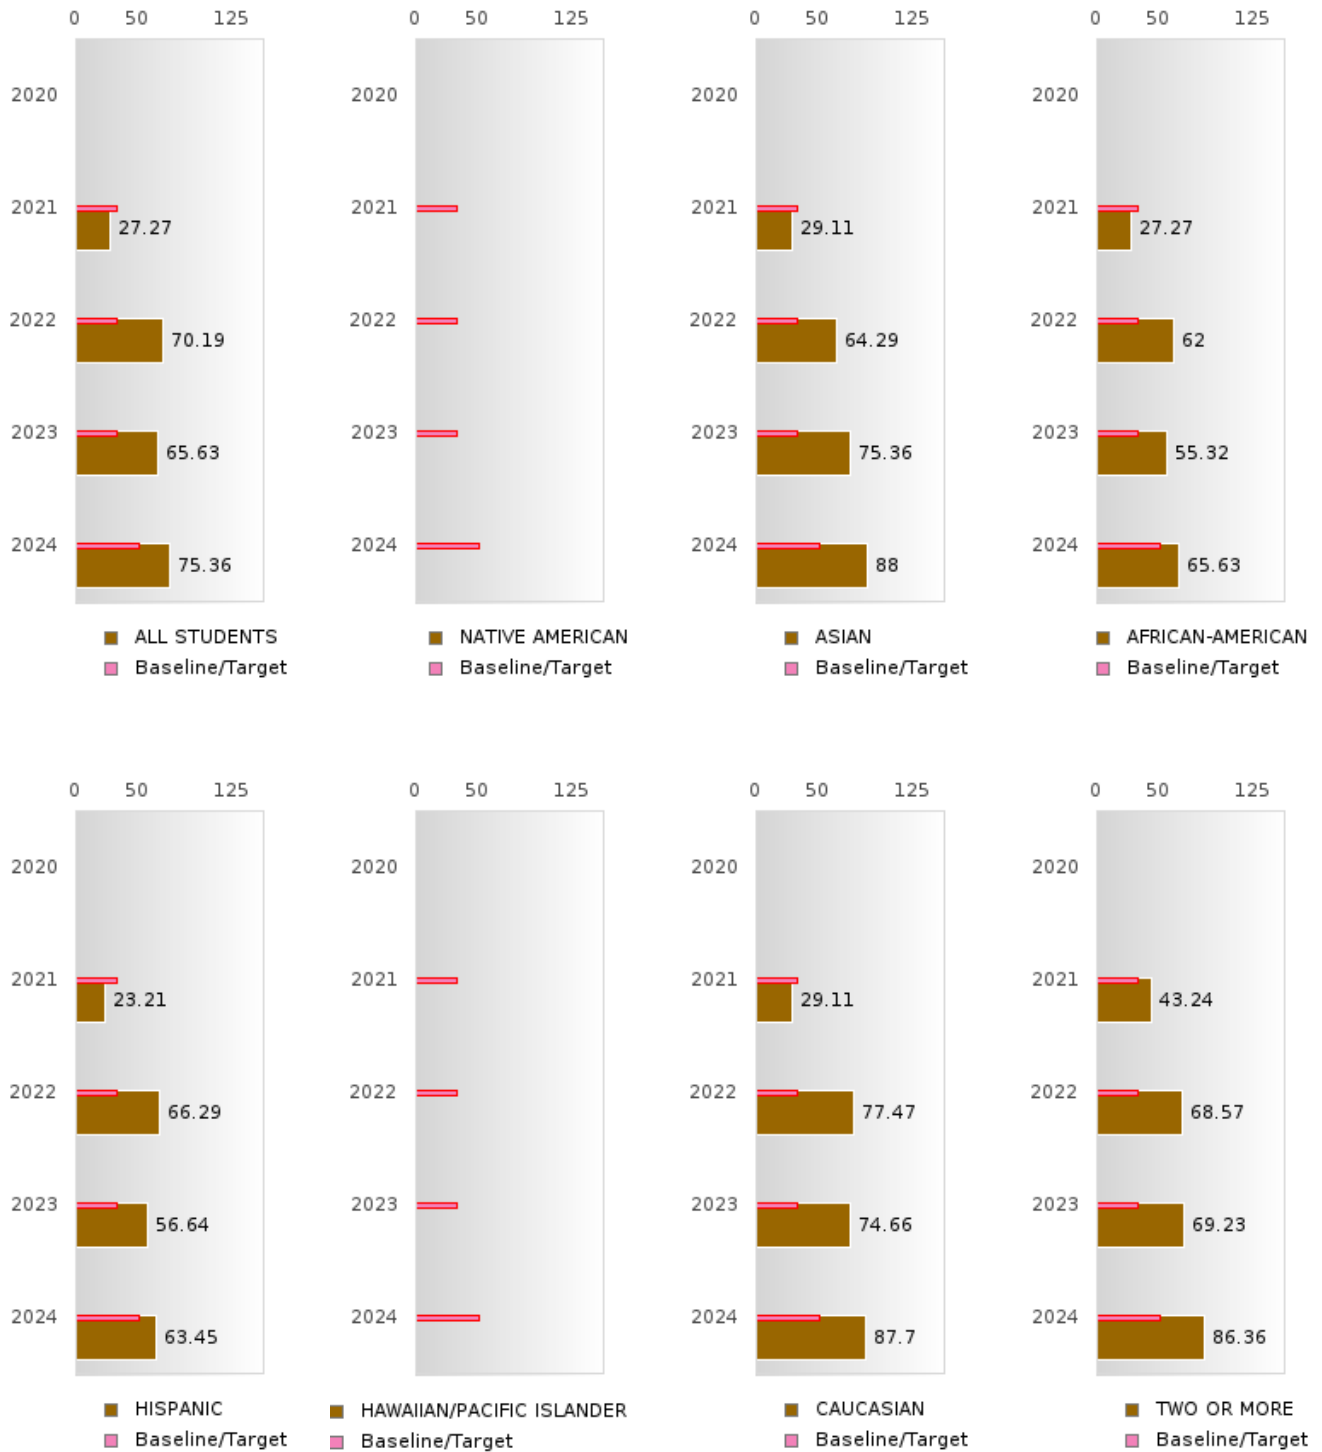 0 50 125 0 50 125 0 50 125 0 50 125
2020 2020 2020 2020
2021 2021 2021 2021
27.27 29.11 27.27
2022 2022 2022 2022
70.19 64.29 62
2023 2023 2023 2023
65.63 75.36 55.32
2024 2024 2024 2024
75.36 88 65.63
ALL STUDENTS NATIVE AMERICAN ASIAN AFRICAN-AMERICAN
Baseline/Target Baseline/Target Baseline/Target Baseline/Target
0 50 125 0 50 125 0 50 125 0 50 125
2020 2020 2020 2020
2021 2021 2021 2021
23.21 29.11 43.24
2022 2022 2022 2022
66.29 77.47 68.57
2023 2023 2023 2023
56.64 74.66 69.23
2024 2024 2024 2024
63.45 87.7 86.36
HISPANIC HAWAIIAN/PACIFIC ISLANDER CAUCASIAN TWO OR MORE
Baseline/Target Baseline/Target Baseline/Target Baseline/Target